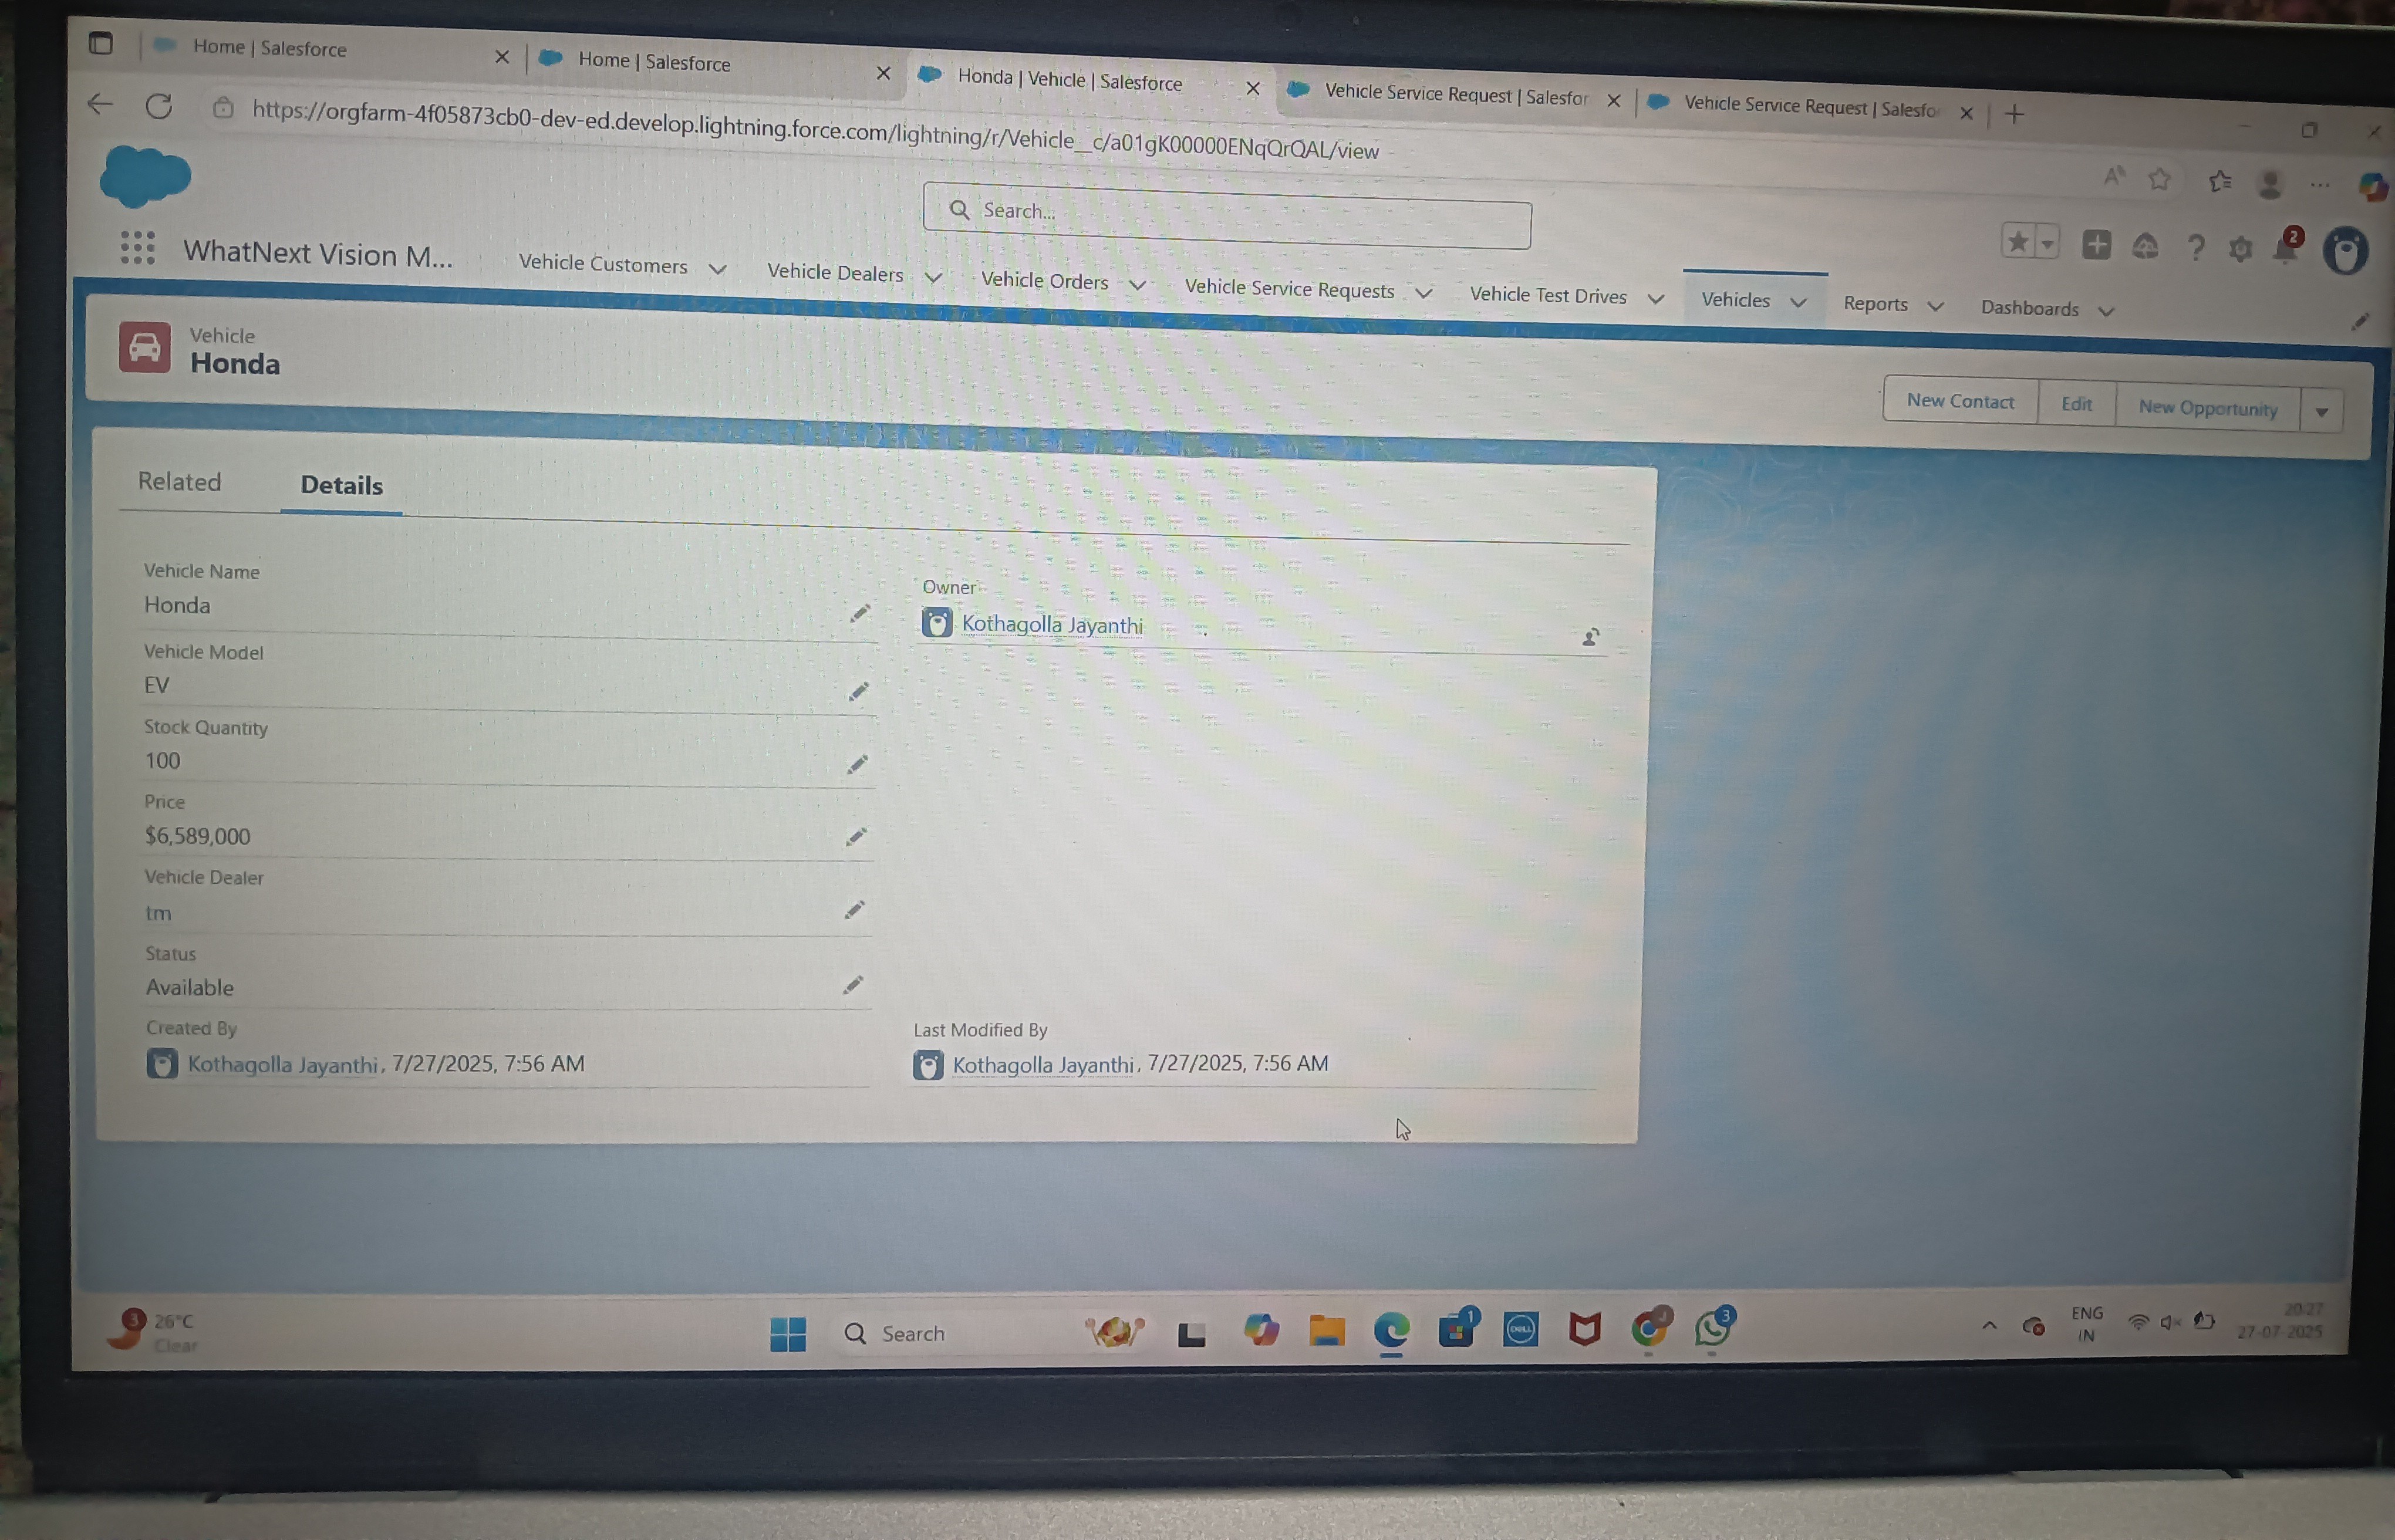 Home | Salesforce
Home | Salesforce
Honda | Vehicle | Salesforce
Vehicle Service Request | Salesfor
Vehicle Service Request | Salesfo
https://orgfarm-4f05873cb0-dev-ed.develop.lightning.force.com/lightning/r/Vehicle__c/a01gK00000ENqQrQAL/view
Search...
2
WhatNext Vision M...
Vehicle Customers
Vehicle Dealers
Vehicle Orders
Vehicle Service Requests
Vehicle Test Drives
Vehicles
Reports
Dashboards
Vehicle
Honda
New Contact
Edit
New Opportunity
Related
Details
Vehicle Name
Honda
Owner
Kothagolla Jayanthi
Vehicle Model
EV
Stock Quantity
100
Price
$6,589,000
Vehicle Dealer
tm
Status
Available
Created By
Kothagolla Jayanthi, 7/27/2025, 7:56 AM
Last Modified By
Kothagolla Jayanthi, 7/27/2025, 7:56 AM
3
26°C
Clear
Search
1
DELL
J
3
ENG
IN
20:27
27-07-2025